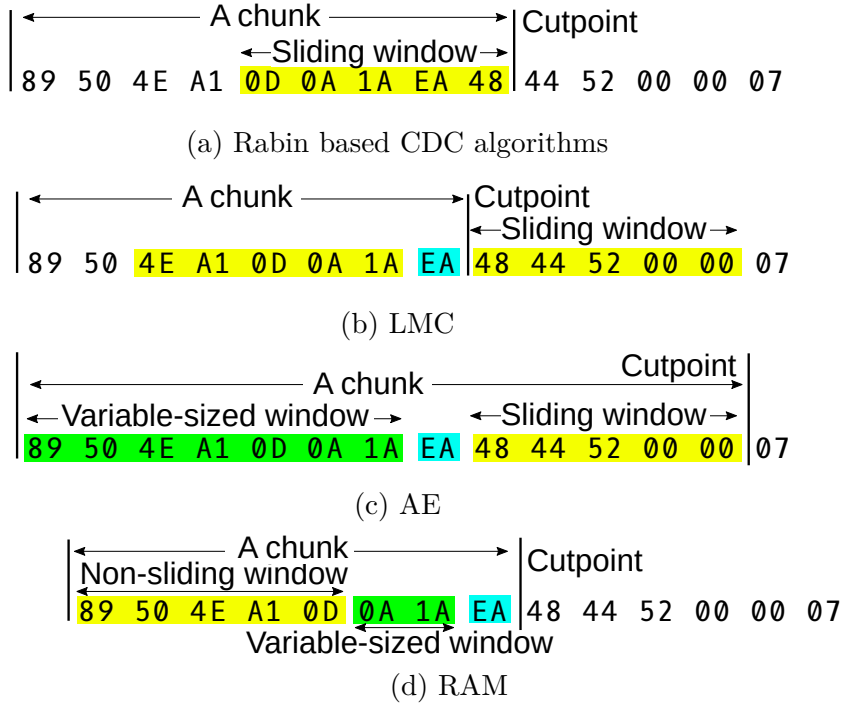 A chunk Cutpoint
Sliding window
89 50 4E A1 0D 0A 1A EA 48 44 52 00 00 07
(a) Rabin based CDC algorithms
A chunk Cutpoint
Sliding window
89 50 4E A1 0D 0A 1A EA 48 44 52 00 00 07
(b) LMC
Cutpoint
A chunk
Variable-sized window Sliding window
89 50 4E A1 0D 0A 1A EA 48 44 52 00 00 07
(c) AE
A chunk Cutpoint
Non-sliding window
89 50 4E A1 0D 0A 1A EA 48 44 52 00 00 07
Variable-sized window
(d) RAM